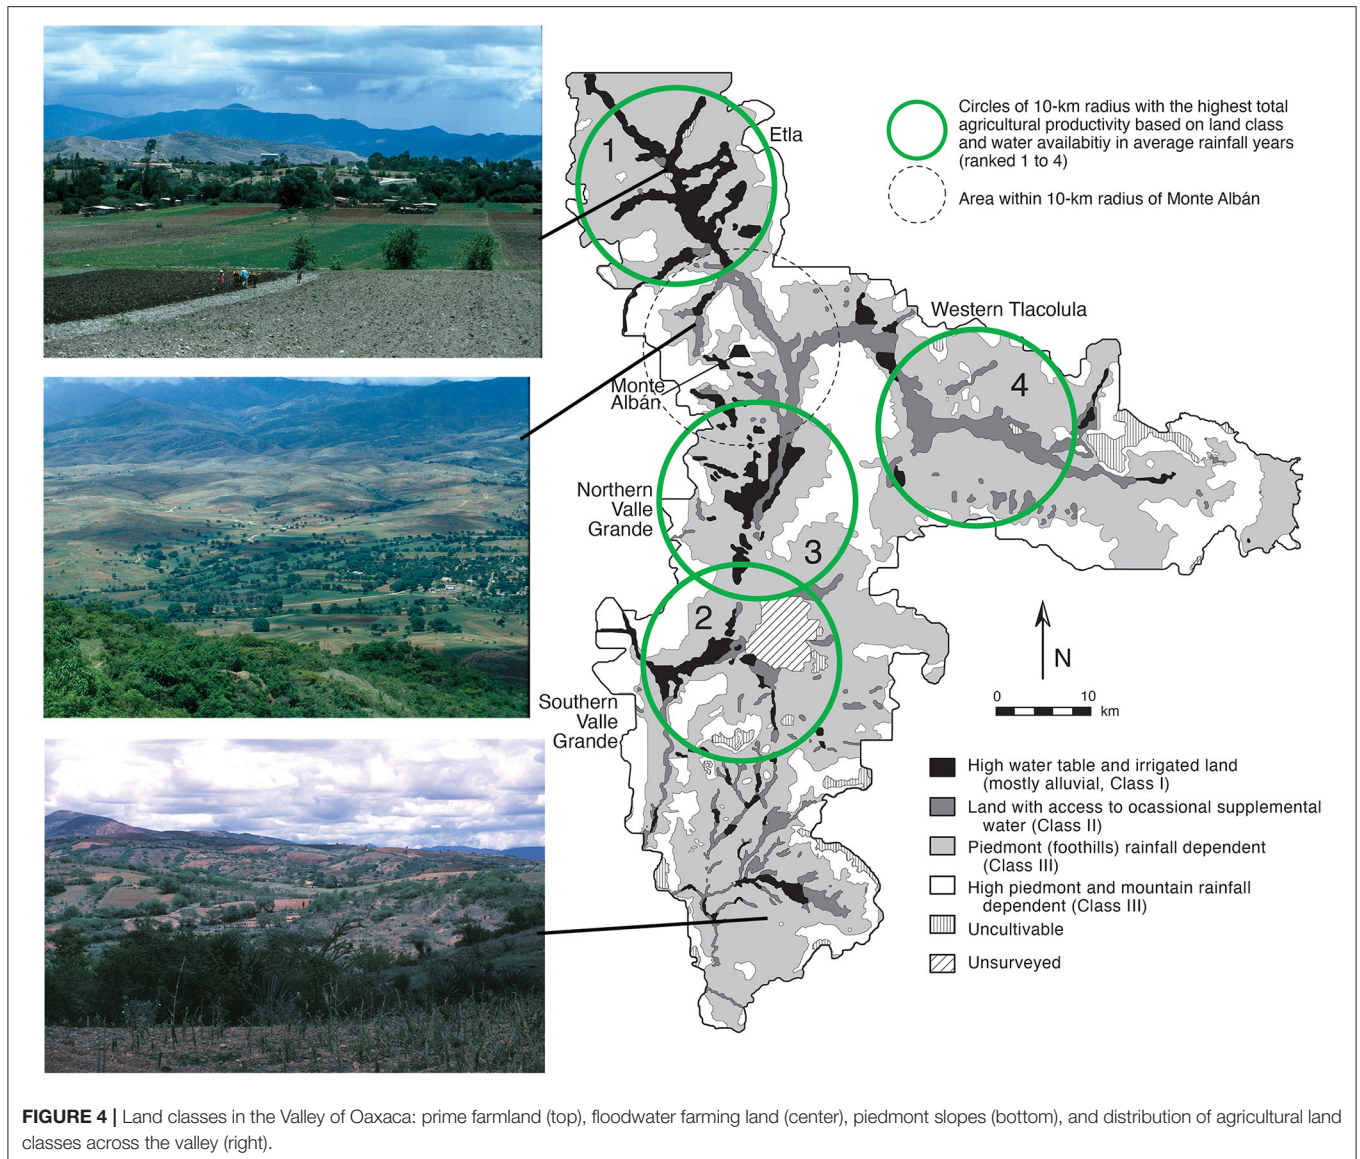 Circles of 10-km radius with the highest total
agricultural productivity based on land class
and water availabitiy in average rainfall years
(ranked 1 to 4)
Area within 10-km radius of Monte Albán
1
Etla
Western Tlacolula
4
Monte
Albán
Northern
Valle
Grande
3
2
N
Southern
Valle
Grande
0 10
km
High water table and irrigated land
(mostly alluvial, Class I)
Land with access to ocassional supplemental
water (Class II)
Piedmont (foothills) rainfall dependent
(Class III)
High piedmont and mountain rainfall
dependent (Class III)
Uncultivable
Unsurveyed
FIGURE 4 | Land classes in the Valley of Oaxaca: prime farmland (top), floodwater farming land (center), piedmont slopes (bottom), and distribution of agricultural land
classes across the valley (right).